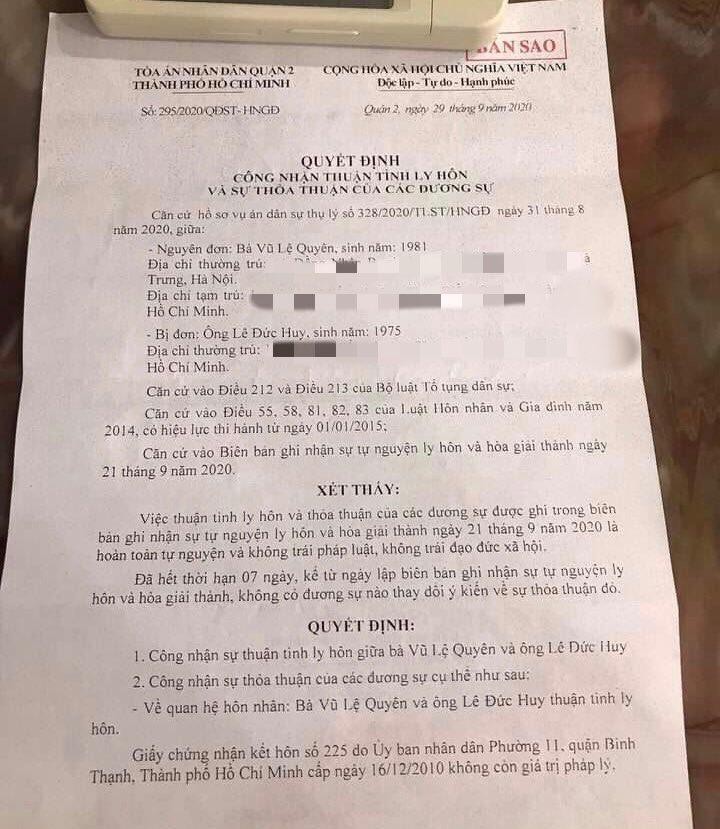 BẢN SAO
TÒA ÁN NHÂN DÂN QUẬN 2
THÀNH PHỐ HỒ CHÍ MINH
CỘNG HÒA XÃ HỘI CHỦ NGHĨA VIỆT NAM
Độc lập - Tự do - Hạnh phúc
Số: 295/2020/QĐST- HNGĐ
Quận 2, ngày 29 tháng 9 năm 2020
QUYẾT ĐỊNH
CÔNG NHẬN THUẬN TÌNH LY HÔN
VÀ SỰ THỎA THUẬN CỦA CÁC ĐƯƠNG SỰ
Căn cứ hồ sơ vụ án dân sự thụ lý số 328/2020/TLST/HNGĐ ngày 31 tháng 8
năm 2020, giữa:
- Nguyên đơn: Bà Vũ Lệ Quyên, sinh năm: 1981
Địa chỉ thường trú:
Trưng, Hà Nội.
Địa chỉ tạm trú:
Hồ Chí Minh.
- Bị đơn: Ông Lê Đức Huy, sinh năm: 1975
Địa chỉ thường trú:
Hồ Chí Minh.
Căn cứ vào Điều 212 và Điều 213 của Bộ luật Tố tụng dân sự;
Căn cứ vào Điều 55, 58, 81, 82, 83 của Luật Hôn nhân và Gia đình năm
2014, có hiệu lực thi hành từ ngày 01/01/2015;
Căn cứ vào Biên bản ghi nhận sự tự nguyện ly hôn và hòa giải thành ngày
21 tháng 9 năm 2020.
XÉT THẤY:
Việc thuận tình ly hôn và thỏa thuận của các đương sự được ghi trong biên
bản ghi nhận sự tự nguyện ly hôn và hòa giải thành ngày 21 tháng 9 năm 2020 là
hoàn toàn tự nguyện và không trái pháp luật, không trái đạo đức xã hội.
Đã hết thời hạn 07 ngày, kể từ ngày lập biên bản ghi nhận sự tự nguyện ly
hôn và hòa giải thành, không có đương sự nào thay đổi ý kiến về sự thỏa thuận đó.
QUYẾT ĐỊNH:
1. Công nhận sự thuận tình ly hôn giữa bà Vũ Lệ Quyên và ông Lê Đức Huy
2. Công nhận sự thỏa thuận của các đương sự cụ thể như sau:
- Về quan hệ hôn nhân: Bà Vũ Lệ Quyên và ông Lê Đức Huy thuận tình ly
hôn.
Giấy chứng nhận kết hôn số 225 do Ủy ban nhân dân Phường 11, quận Bình
Thạnh, Thành phố Hồ Chí Minh cấp ngày 16/12/2010 không còn giá trị pháp lý.